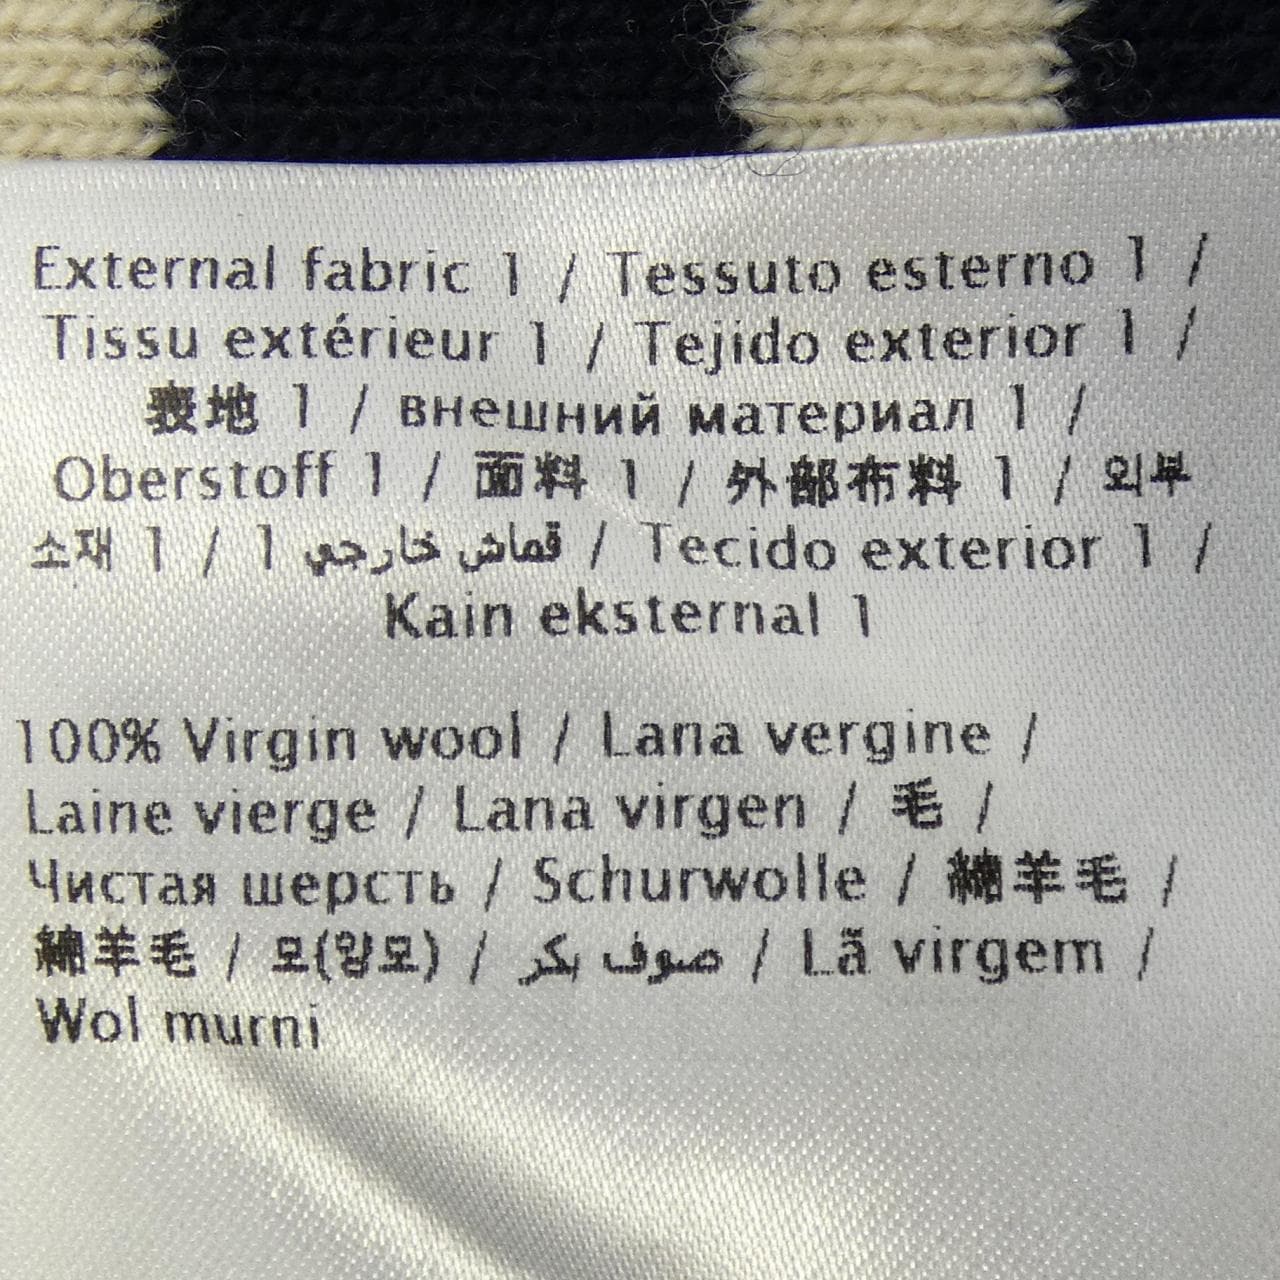 External fabric 1 / Tessuto esterno 1 /
Tissu extérieur 1 / Tejido exterior 1 /
表地 1 / внешний материал 1 /
Oberstoff 1 / 面料 1 / 外部布料 1 / 외부
소재 1 / 1 قماش خارجي / Tecido exterior 1 /
Kain eksternal 1
100% Virgin wool / Lana vergine /
Laine vierge / Lana virgen / 毛 /
Чистая шерсть / Schurwolle / 綿羊毛 /
綿羊毛 / 모(양모) / صوف بكر / Lã virgem /
Wol murni